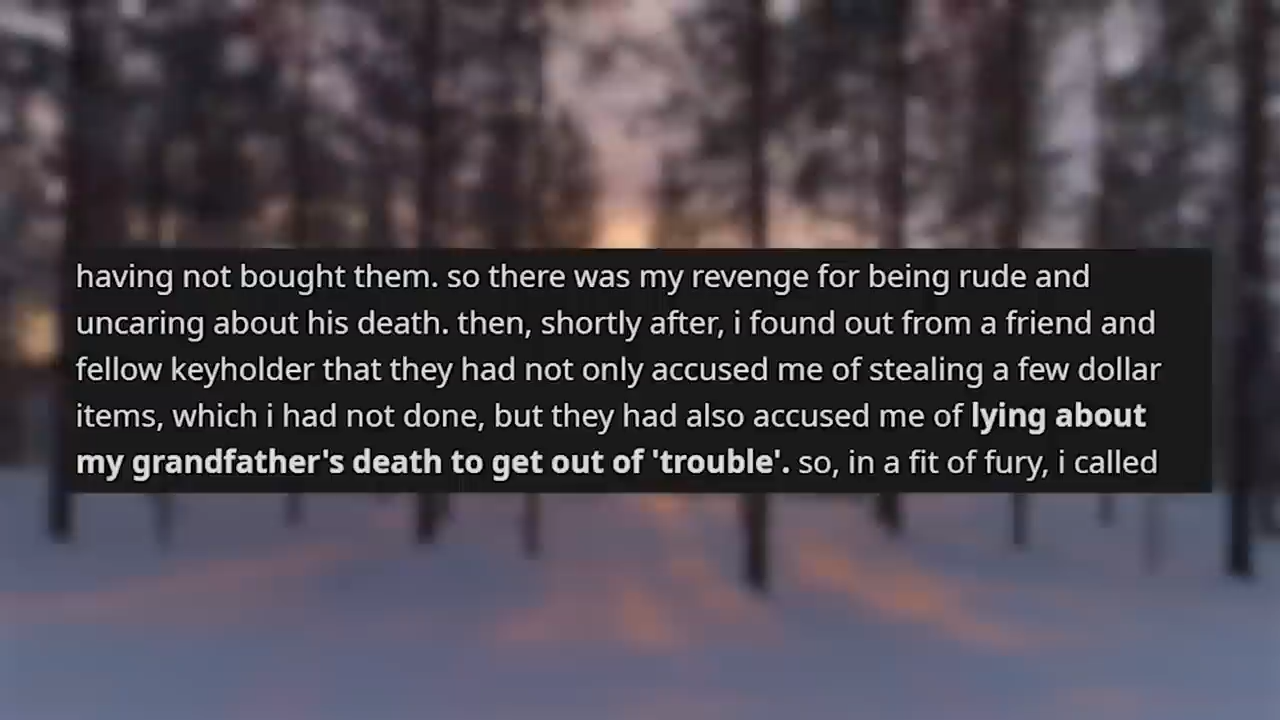 having not bought them. so there was my revenge for being rude and
uncaring about his death. then, shortly after, i found out from a friend and
fellow keyholder that they had not only accused me of stealing a few dollar
items, which i had not done, but they had also accused me of lying about
my grandfather's death to get out of 'trouble'. so, in a fit of fury, i called